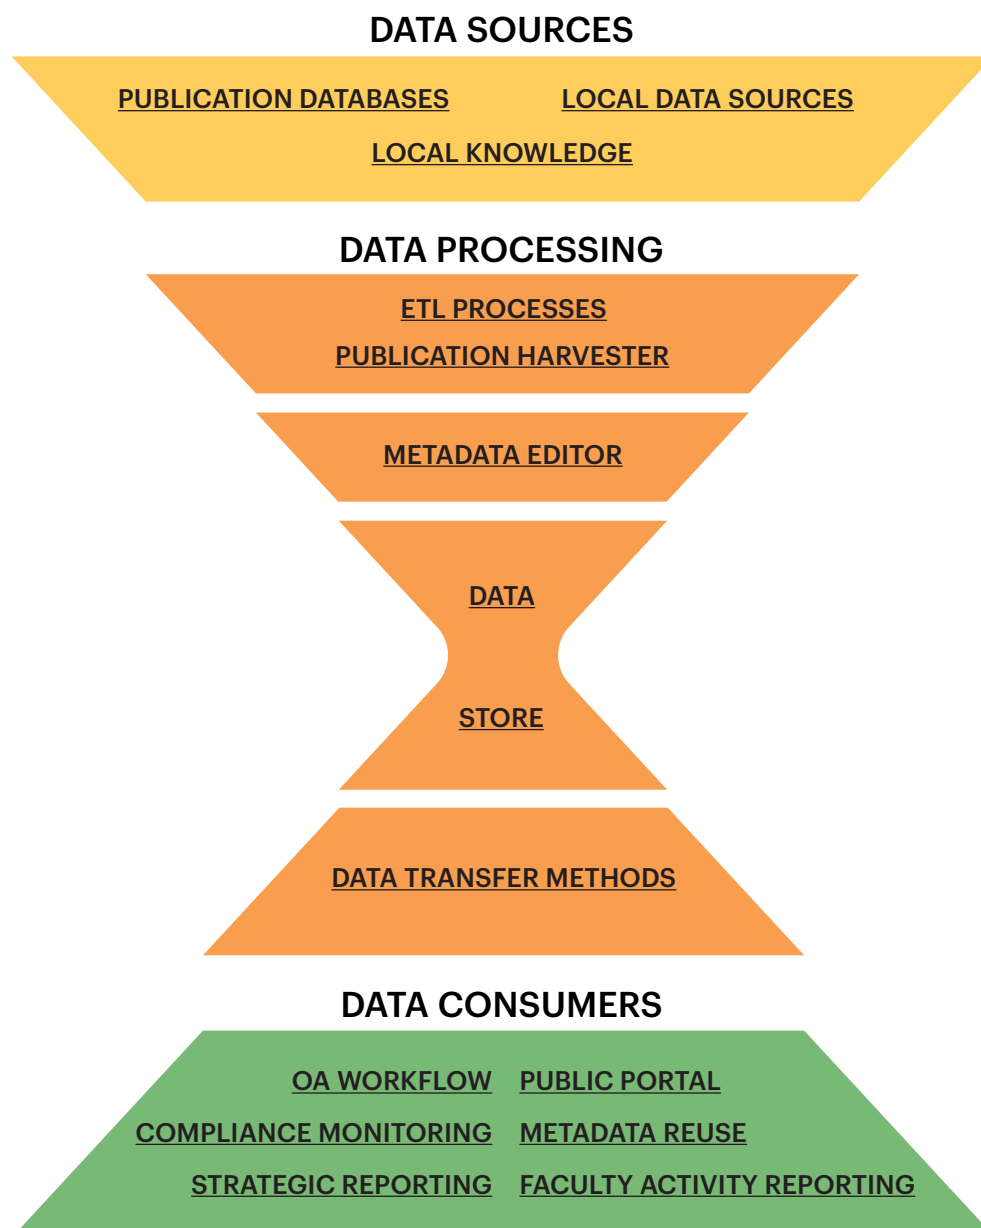 DATA SOURCES
PUBLICATION DATABASES LOCAL DATA SOURCES
LOCAL KNOWLEDGE
DATA PROCESSING
ETL PROCESSES
PUBLICATION HARVESTER
METADATA EDITOR
DATA
STORE
DATA TRANSFER METHODS
DATA CONSUMERS
OA WORKFLOW PUBLIC PORTAL
COMPLIANCE MONITORING METADATA REUSE
STRATEGIC REPORTING FACULTY ACTIVITY REPORTING